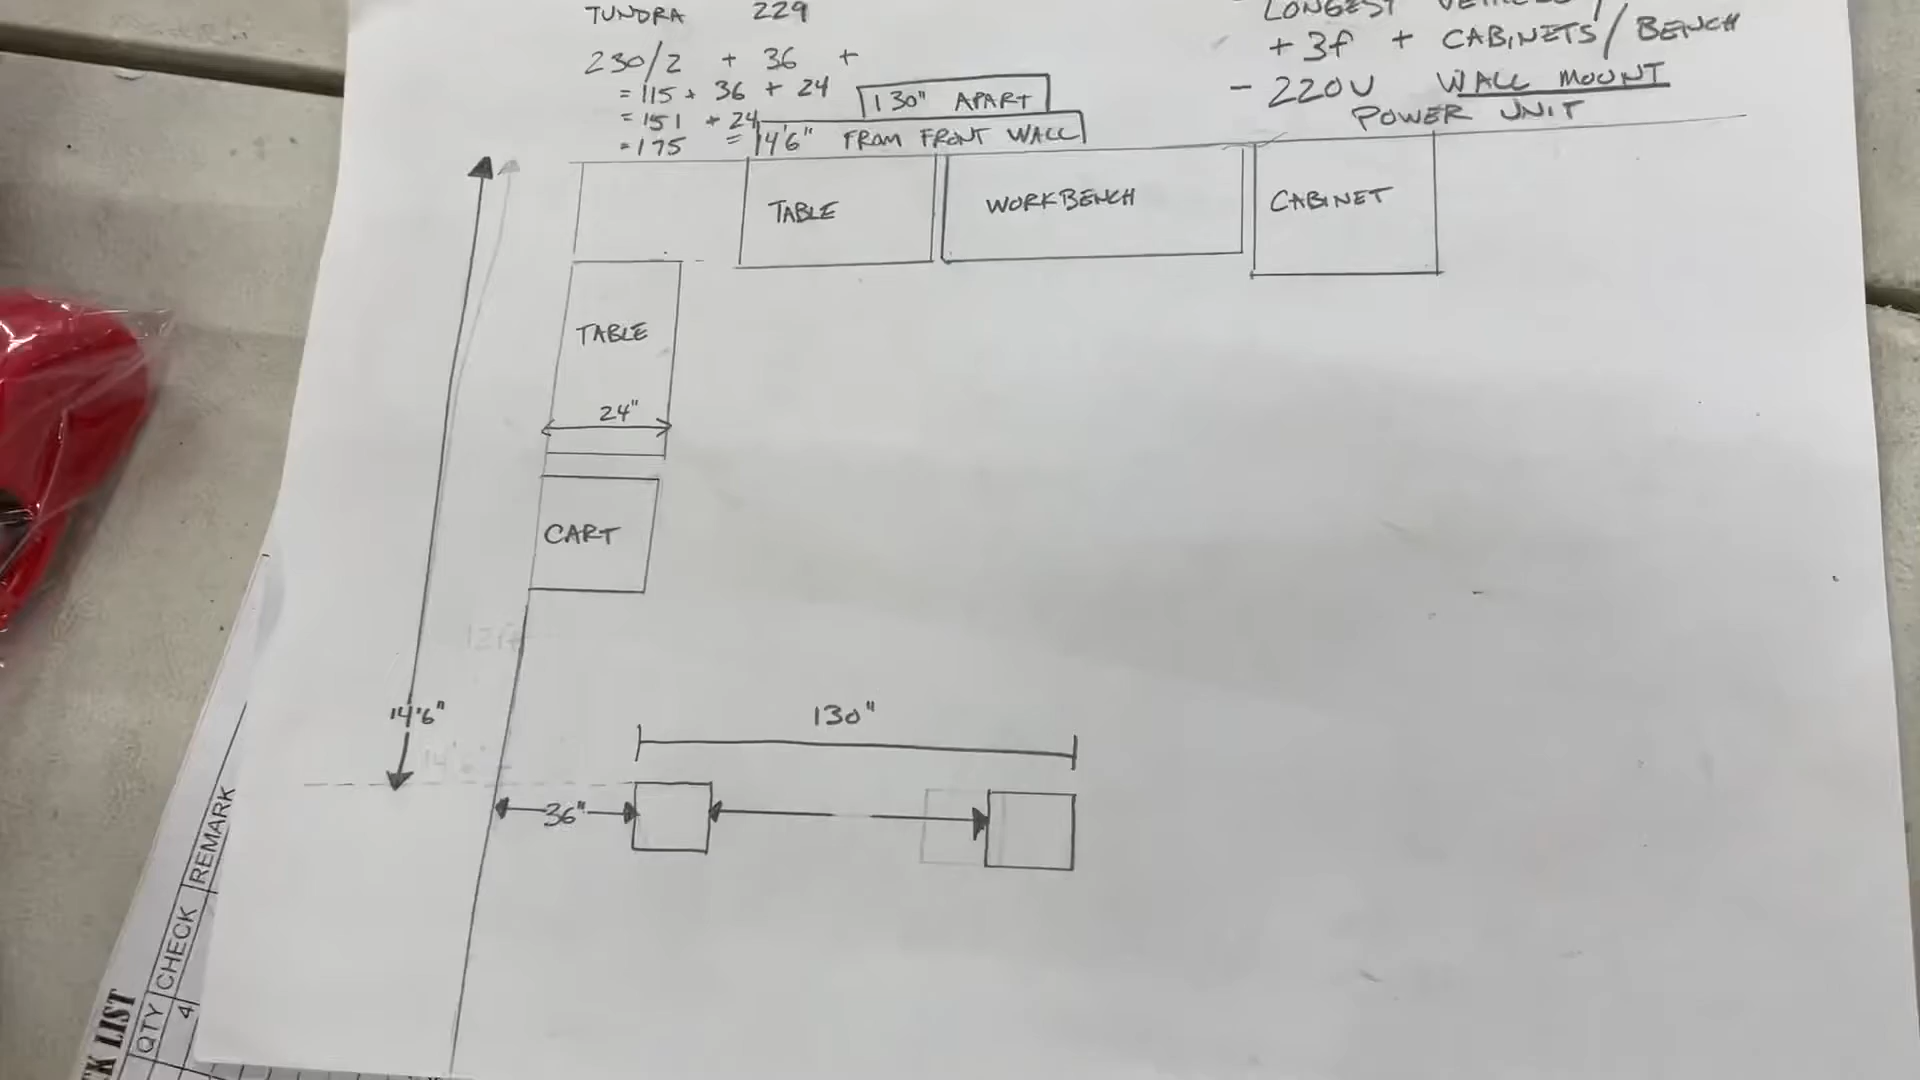 TUNDRA 229
230/2 + 36 +
= 115 + 36 + 24
= 151 + 24
= 175 = 14'6" FROM FRONT WALL
130" APART
LONGEST
+ 3f + CABINETS/BENCH
- 220V WALL MOUNT
POWER UNIT
TABLE
WORKBENCH
CABINET
TABLE
24"
CART
14'6"
130"
36"
QTY CHECK REMARK
4
LIST